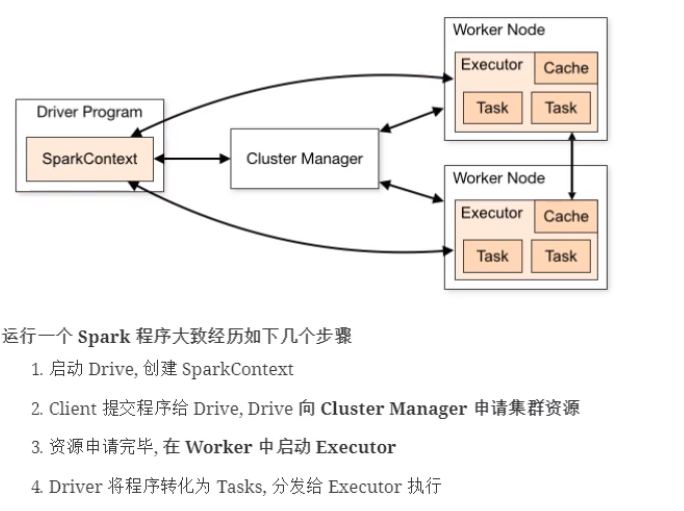 Worker Node
Executor
Cache
Task
Task
Driver Program
SparkContext
Cluster Manager
Worker Node
Executor
Cache
Task
Task
运行一个 Spark 程序大致经历如下几个步骤
1. 启动 Drive, 创建 SparkContext
2. Client 提交程序给 Drive, Drive 向 Cluster Manager 申请集群资源
3. 资源申请完毕, 在 Worker 中启动 Executor
4. Driver 将程序转化为 Tasks, 分发给 Executor 执行